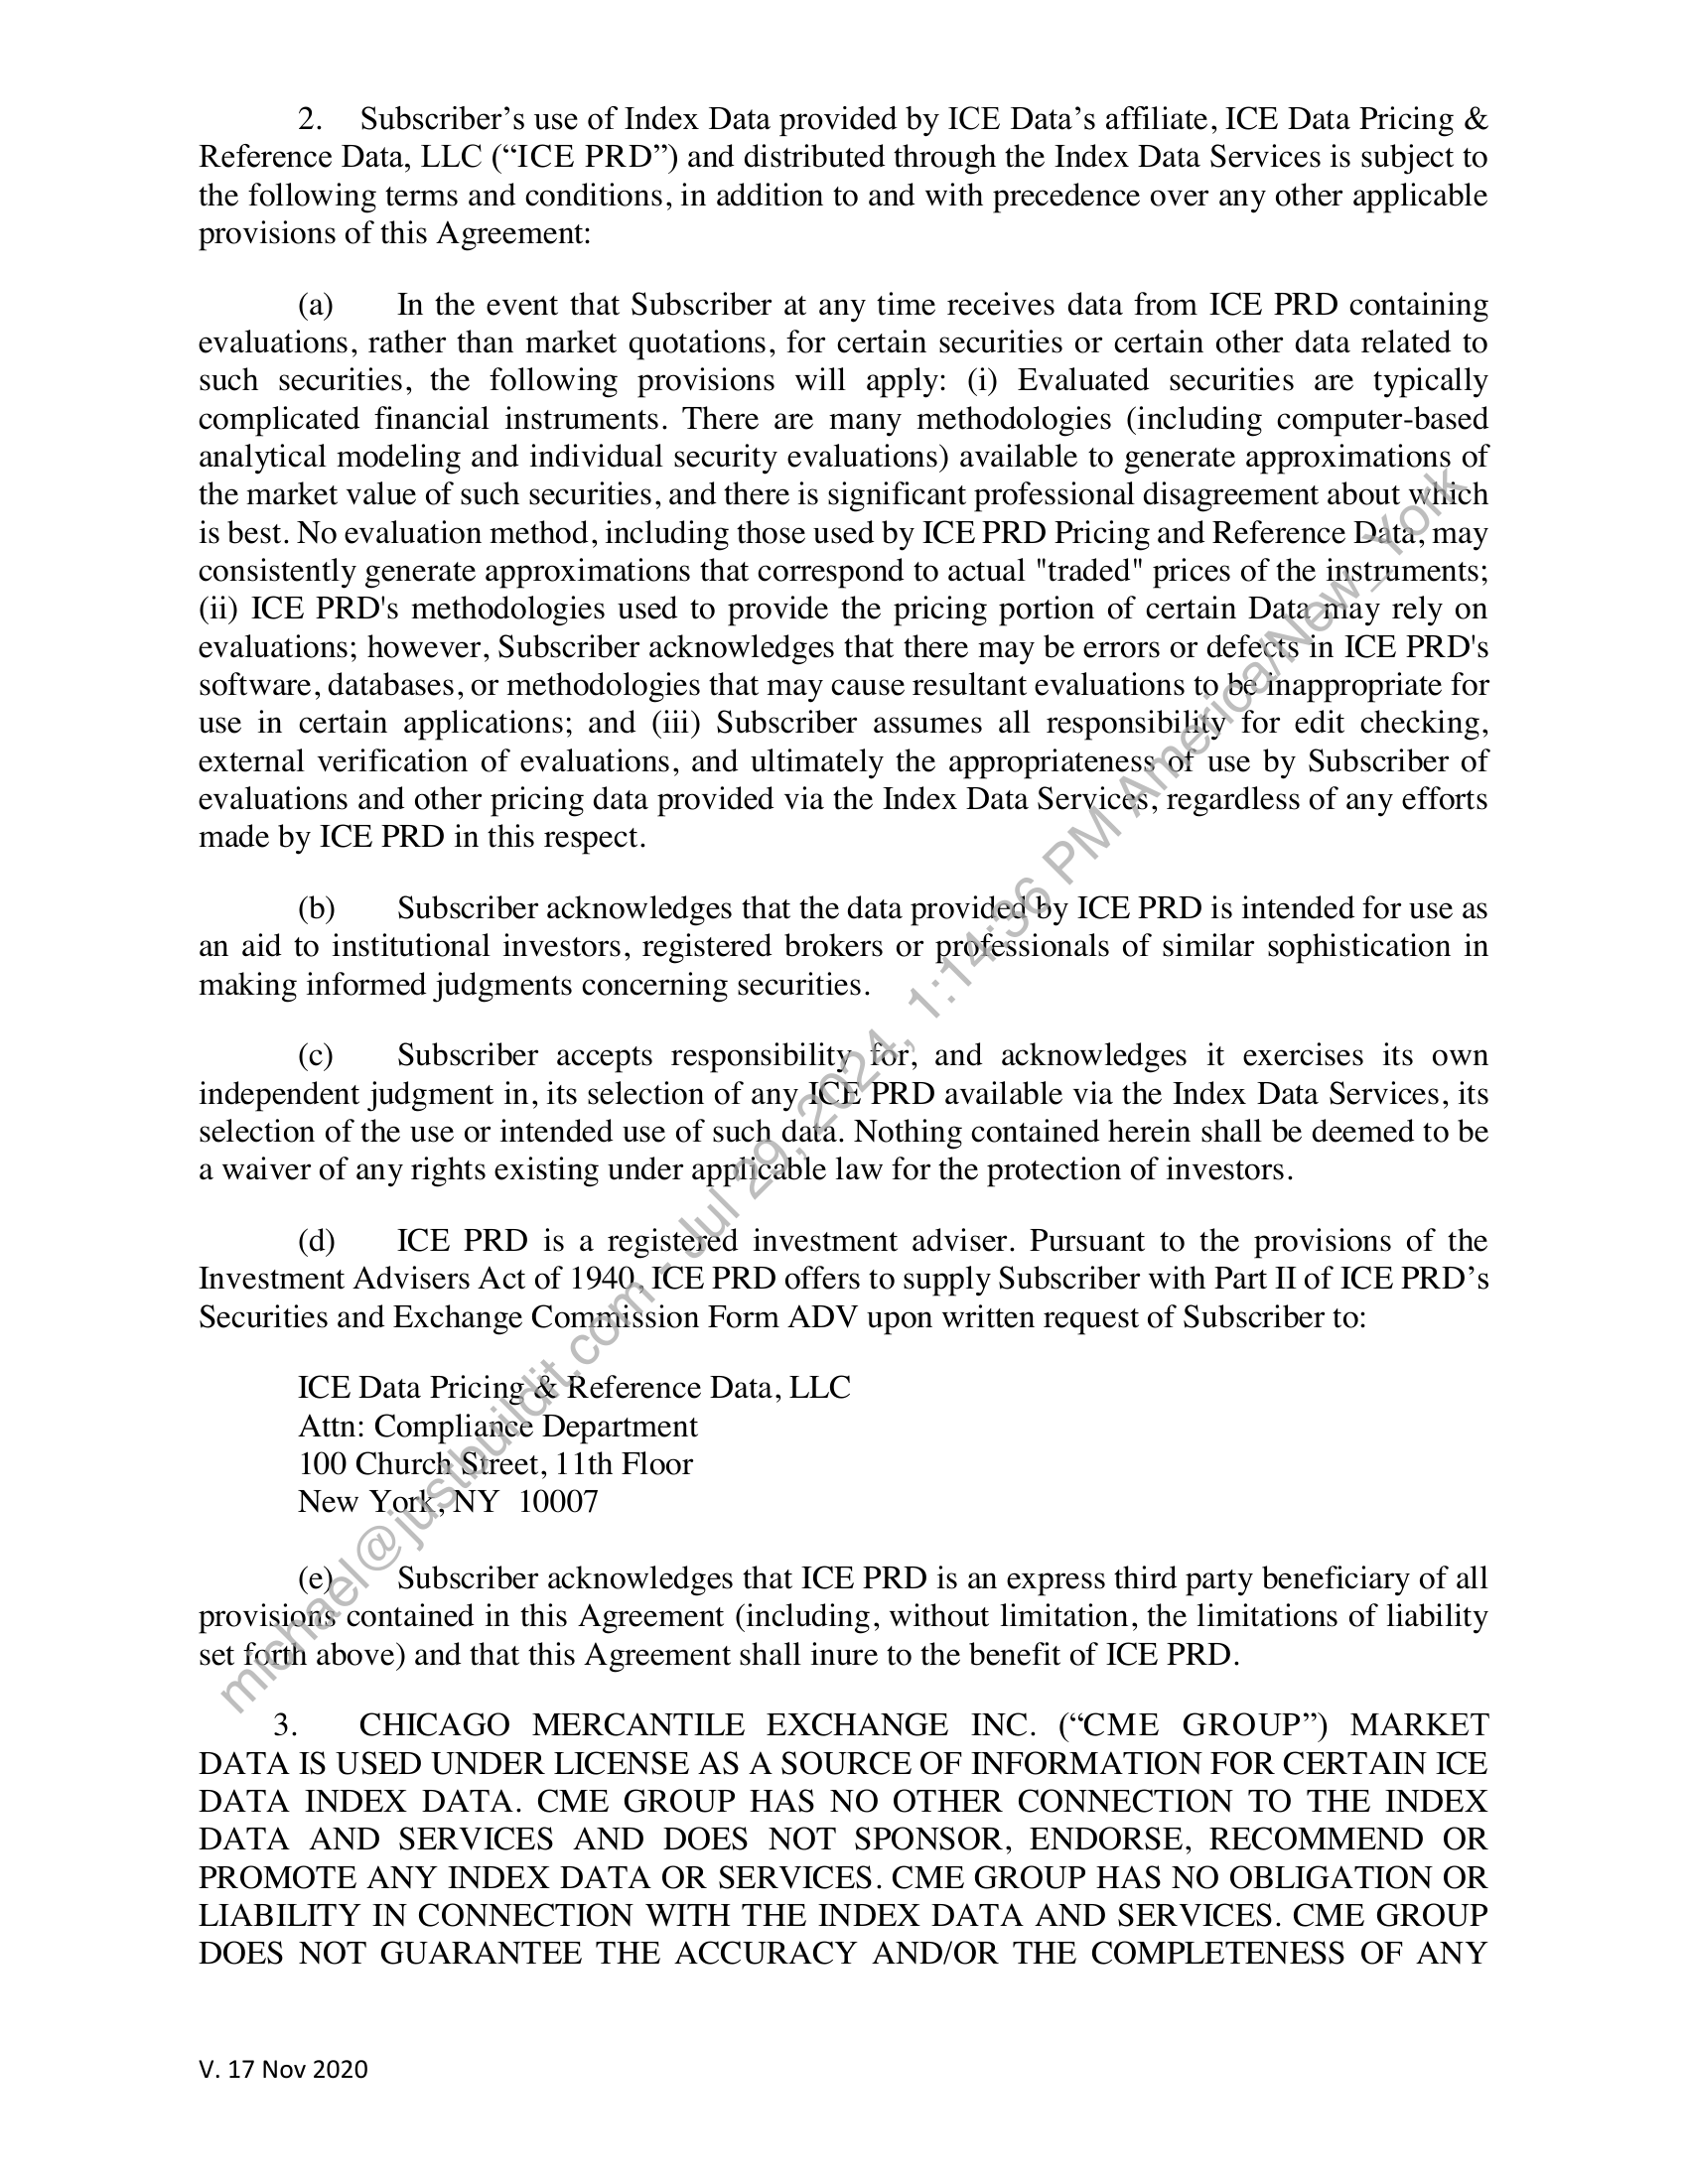 2. Subscriber’s use of Index Data provided by ICE Data’s affiliate, ICE Data Pricing &
Reference Data, LLC (“ICE PRD”) and distributed through the Index Data Services is subject to
the following terms and conditions, in addition to and with precedence over any other applicable
provisions of this Agreement:
(a) In the event that Subscriber at any time receives data from ICE PRD containing
evaluations, rather than market quotations, for certain securities or certain other data related to
such securities, the following provisions will apply: (i) Evaluated securities are typically
complicated financial instruments. There are many methodologies (including computer-based
analytical modeling and individual security evaluations) available to generate approximations of
the market value of such securities, and there is significant professional disagreement about which
is best. No evaluation method, including those used by ICE PRD Pricing and Reference Data, may
consistently generate approximations that correspond to actual "traded" prices of the instruments;
(ii) ICE PRD's methodologies used to provide the pricing portion of certain Data may rely on
evaluations; however, Subscriber acknowledges that there may be errors or defects in ICE PRD's
software, databases, or methodologies that may cause resultant evaluations to be inappropriate for
use in certain applications; and (iii) Subscriber assumes all responsibility for edit checking,
external verification of evaluations, and ultimately the appropriateness of use by Subscriber of
evaluations and other pricing data provided via the Index Data Services, regardless of any efforts
made by ICE PRD in this respect.
(b) Subscriber acknowledges that the data provided by ICE PRD is intended for use as
an aid to institutional investors, registered brokers or professionals of similar sophistication in
making informed judgments concerning securities.
(c) Subscriber accepts responsibility for, and acknowledges it exercises its own
independent judgment in, its selection of any ICE PRD available via the Index Data Services, its
selection of the use or intended use of such data. Nothing contained herein shall be deemed to be
a waiver of any rights existing under applicable law for the protection of investors.
(d) ICE PRD is a registered investment adviser. Pursuant to the provisions of the
Investment Advisers Act of 1940, ICE PRD offers to supply Subscriber with Part II of ICE PRD’s
Securities and Exchange Commission Form ADV upon written request of Subscriber to:
ICE Data Pricing & Reference Data, LLC
Attn: Compliance Department
100 Church Street, 11th Floor
New York, NY 10007
(e) Subscriber acknowledges that ICE PRD is an express third party beneficiary of all
provisions contained in this Agreement (including, without limitation, the limitations of liability
set forth above) and that this Agreement shall inure to the benefit of ICE PRD.
3. CHICAGO MERCANTILE EXCHANGE INC. (“CME GROUP”) MARKET
DATA IS USED UNDER LICENSE AS A SOURCE OF INFORMATION FOR CERTAIN ICE
DATA INDEX DATA. CME GROUP HAS NO OTHER CONNECTION TO THE INDEX
DATA AND SERVICES AND DOES NOT SPONSOR, ENDORSE, RECOMMEND OR
PROMOTE ANY INDEX DATA OR SERVICES. CME GROUP HAS NO OBLIGATION OR
LIABILITY IN CONNECTION WITH THE INDEX DATA AND SERVICES. CME GROUP
DOES NOT GUARANTEE THE ACCURACY AND/OR THE COMPLETENESS OF ANY
V. 17 Nov 2020
michael@justbuildit.com - Jul 29, 2024, 1:14:36 PM America/New_York